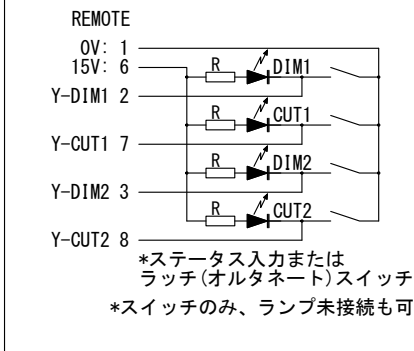 REMOTE
0V: 1
15V: 6
R DIM1
Y-DIM1 2
R CUT1
Y-CUT1 7
R DIM2
Y-DIM2 3
R CUT2
Y-CUT2 8
*ステータス入力または
ラッチ(オルタネート)スイッチ
*スイッチのみ、ランプ未接続も可